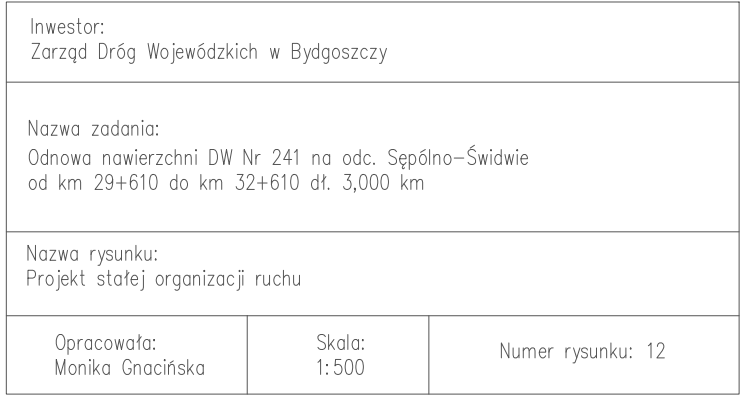 Inwestor:
Zarząd Dróg Wojewódzkich w Bydgoszczy
Nazwa zadania:
Odnowa nawierzchni DW Nr 241 na odc. Sępólno-Świdwie
od km 29+610 do km 32+610 dł. 3,000 km
Nazwa rysunku:
Projekt stałej organizacji ruchu
Opracowała:
Monika Gnacińska
Skala:
1:500
Numer rysunku: 12